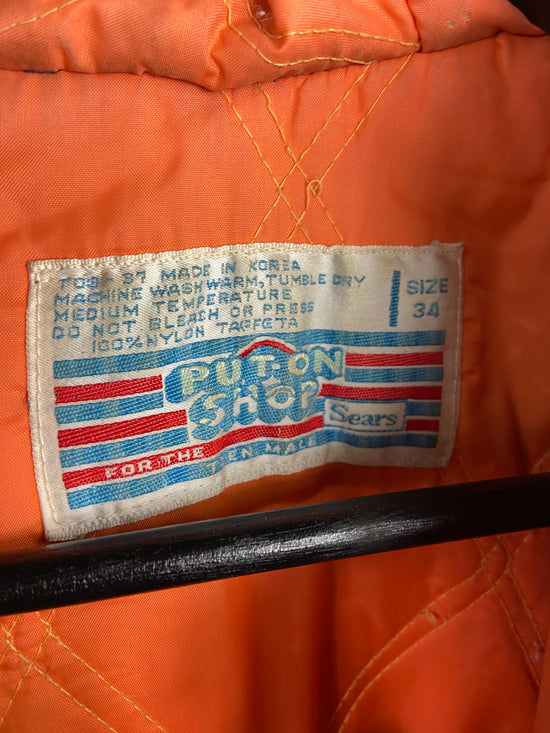 TOS 37 MADE IN KOREA
MACHINE WASH WARM, TUMBLE DRY
MEDIUM TEMPERATURE
DO NOT BLEACH OR PRESS
100% NYLON TAFFETA
SIZE
34
PUT-ON
SHOP
Sears
FOR THE TEEN MALE